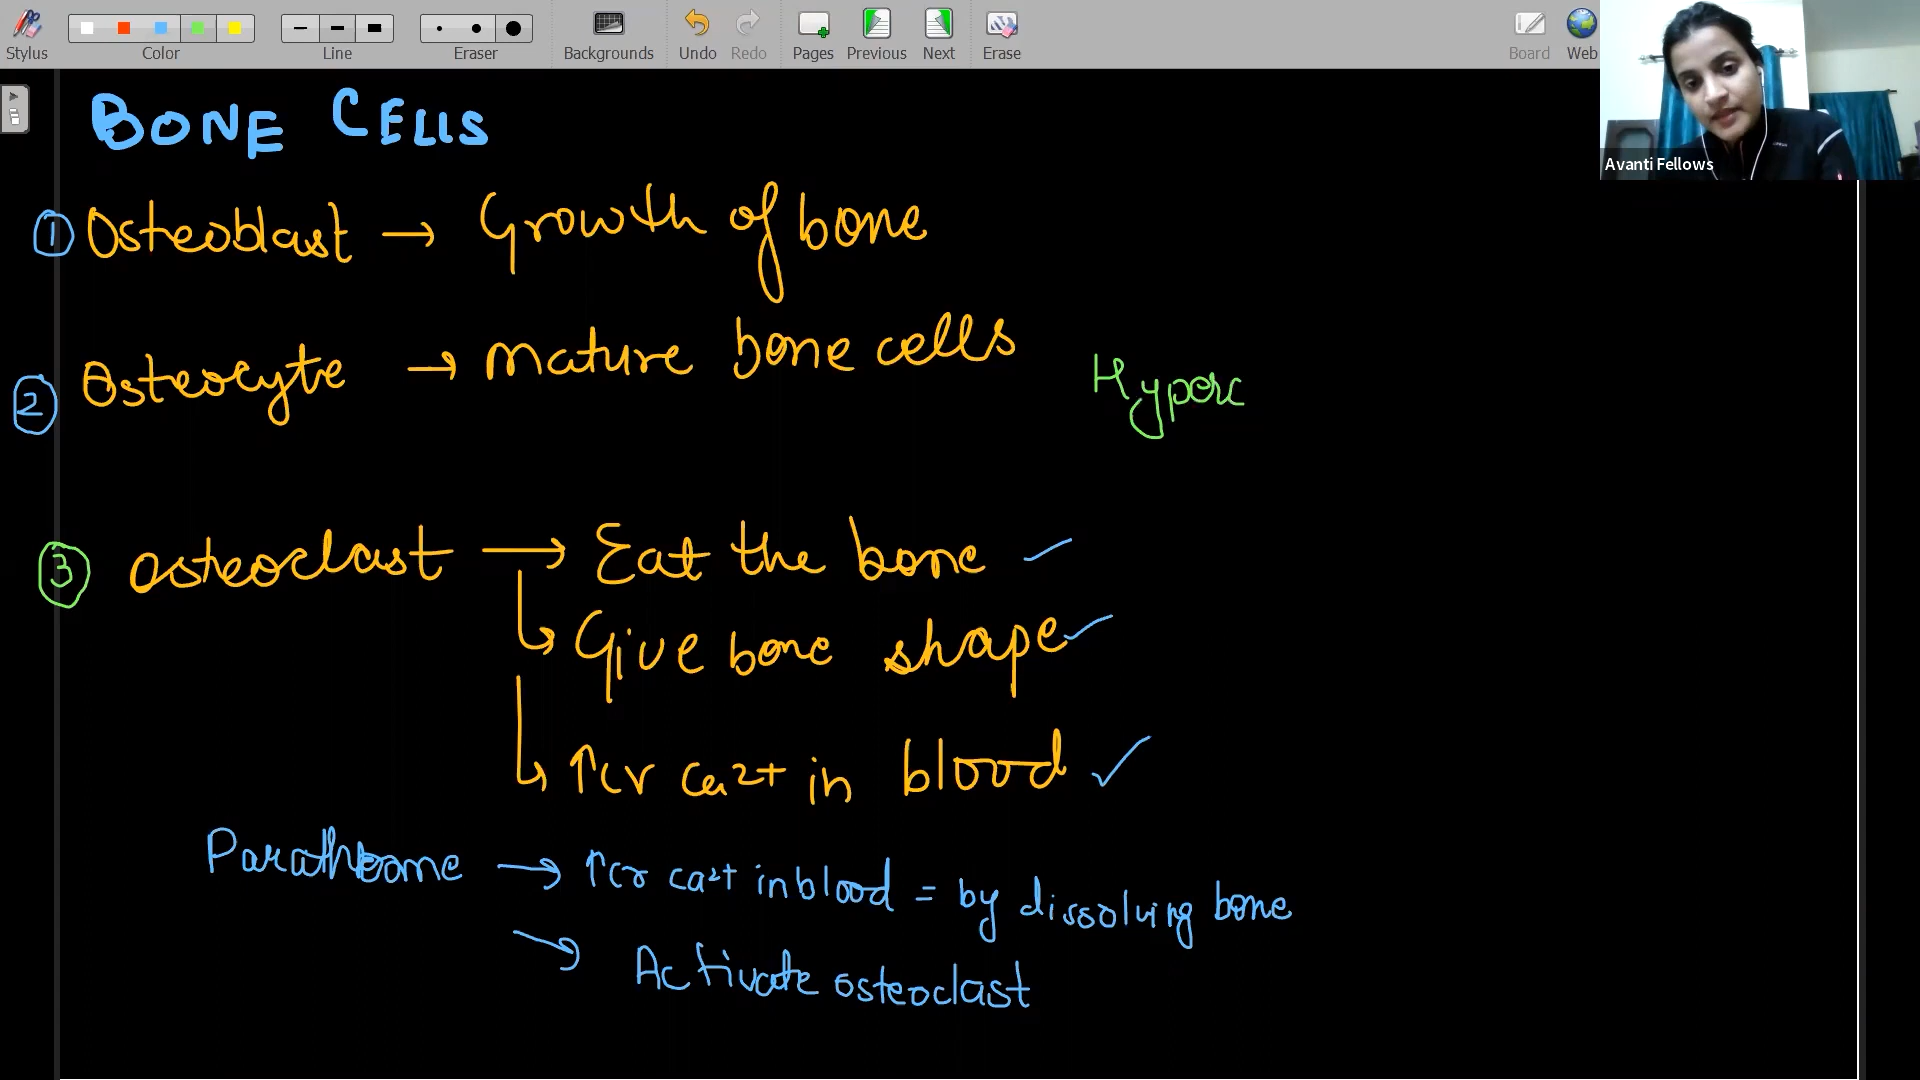 Stylus
Color
Line
Eraser
Backgrounds
Undo
Redo
Pages
Previous
Next
Erase
Board
Web
Avanti Fellows
BONE CELLS
1 Osteoblast → Growth of bone
2 Osteocyte → Mature bone cells
Hyperc
3 Osteoclast → Eat the bone ✓
↳ Give bone shape ✓
↳ ↑cr Ca2+ in blood ✓
→ ↑cr ca2+ in blood = by dissolving bone
→ Activate osteoclast